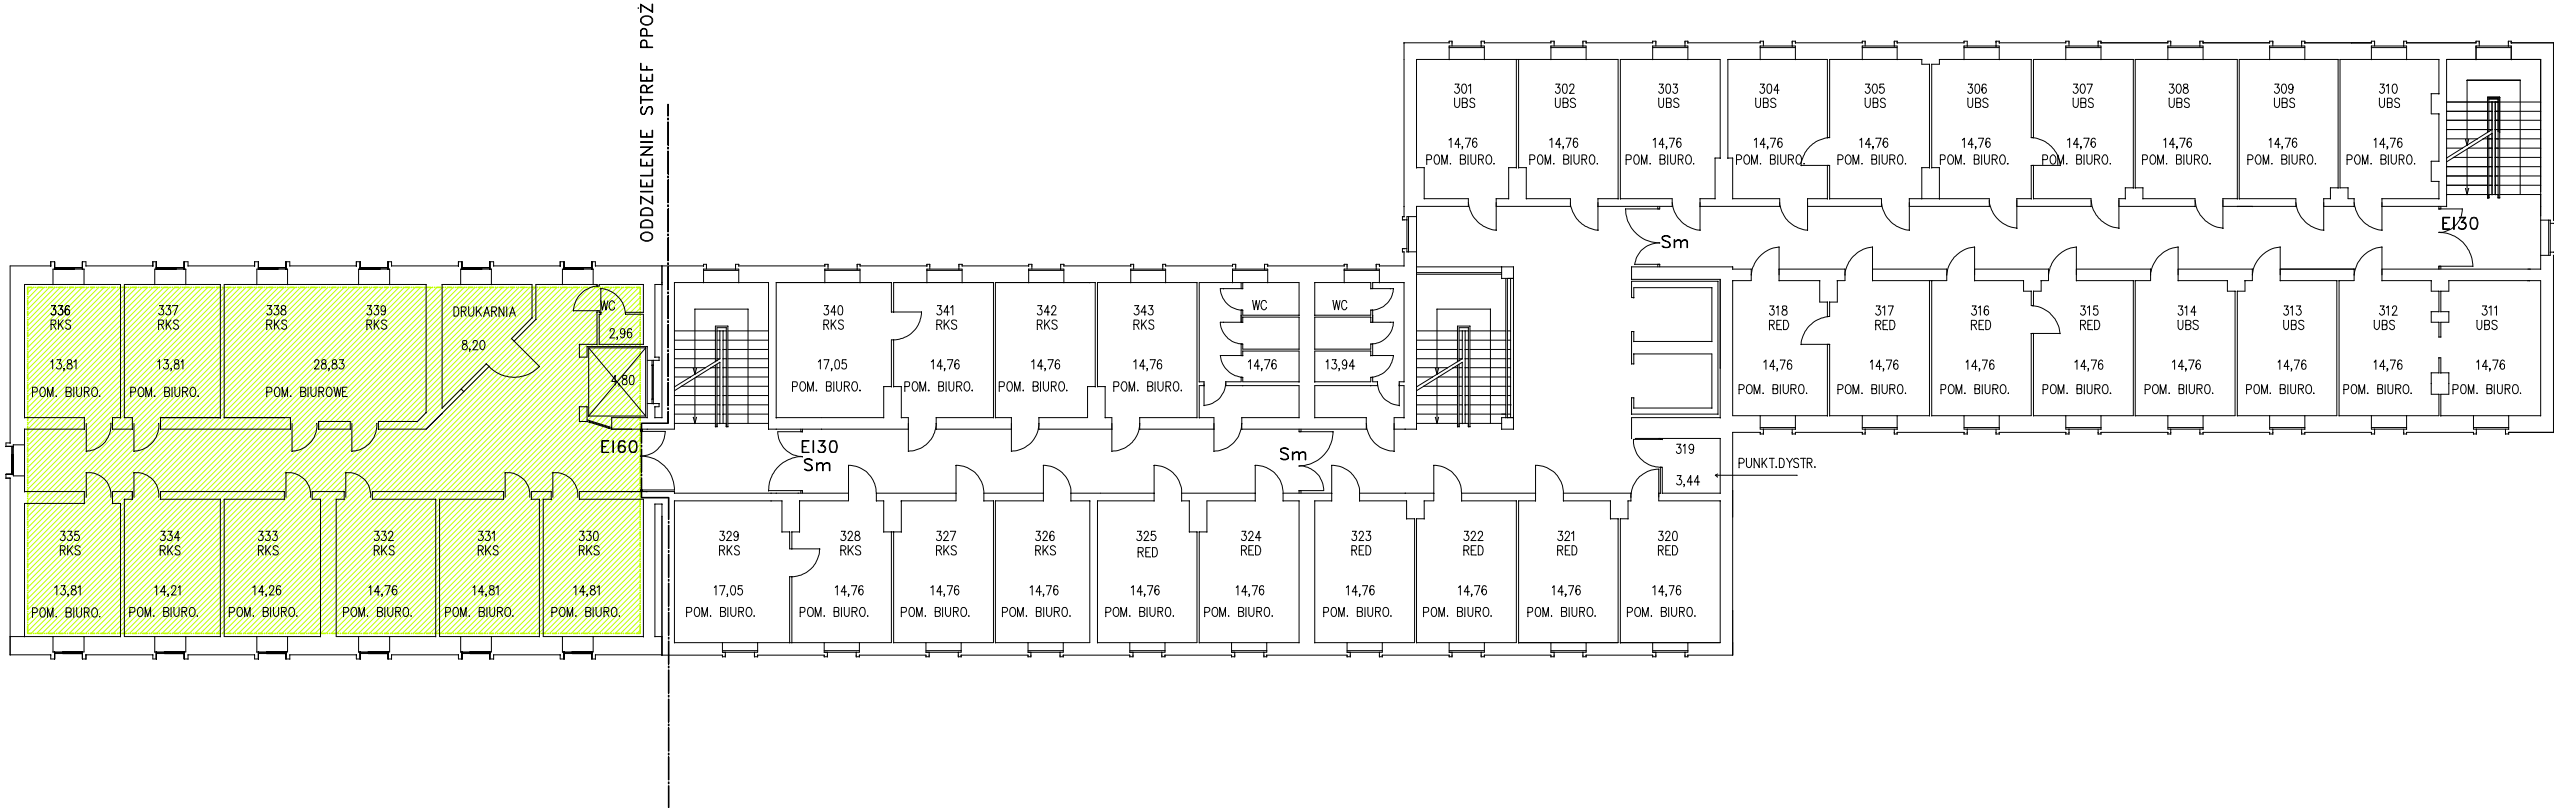 ODDZIELENIE STREF PPOŻ
301
UBS
14,76
POM. BIURO.
302
UBS
14,76
POM. BIURO.
303
UBS
14,76
POM. BIURO.
304
UBS
14,76
POM. BIURO.
305
UBS
14,76
POM. BIURO.
306
UBS
14,76
POM. BIURO.
307
UBS
14,76
POM. BIURO.
308
UBS
14,76
POM. BIURO.
309
UBS
14,76
POM. BIURO.
310
UBS
14,76
POM. BIURO.
Sm
EI30
336
RKS
13,81
POM. BIURO.
337
RKS
13,81
POM. BIURO.
338
RKS
339
RKS
28,83
POM. BIUROWE
DRUKARNIA
8,20
WC
2,96
4,80
340
RKS
17,05
POM. BIURO.
341
RKS
14,76
POM. BIURO.
342
RKS
14,76
POM. BIURO.
343
RKS
14,76
POM. BIURO.
WC
14,76
WC
13,94
318
RED
14,76
POM. BIURO.
317
RED
14,76
POM. BIURO.
316
RED
14,76
POM. BIURO.
315
RED
14,76
POM. BIURO.
314
UBS
14,76
POM. BIURO.
313
UBS
14,76
POM. BIURO.
312
UBS
14,76
POM. BIURO.
311
UBS
14,76
POM. BIURO.
EI60
EI30
Sm
Sm
319
3,44
PUNKT.DYSTR.
335
RKS
13,81
POM. BIURO.
334
RKS
14,21
POM. BIURO.
333
RKS
14,26
POM. BIURO.
332
RKS
14,76
POM. BIURO.
331
RKS
14,81
POM. BIURO.
330
RKS
14,81
POM. BIURO.
329
RKS
17,05
POM. BIURO.
328
RKS
14,76
POM. BIURO.
327
RKS
14,76
POM. BIURO.
326
RKS
14,76
POM. BIURO.
325
RED
14,76
POM. BIURO.
324
RED
14,76
POM. BIURO.
323
RED
14,76
POM. BIURO.
322
RED
14,76
POM. BIURO.
321
RED
14,76
POM. BIURO.
320
RED
14,76
POM. BIURO.